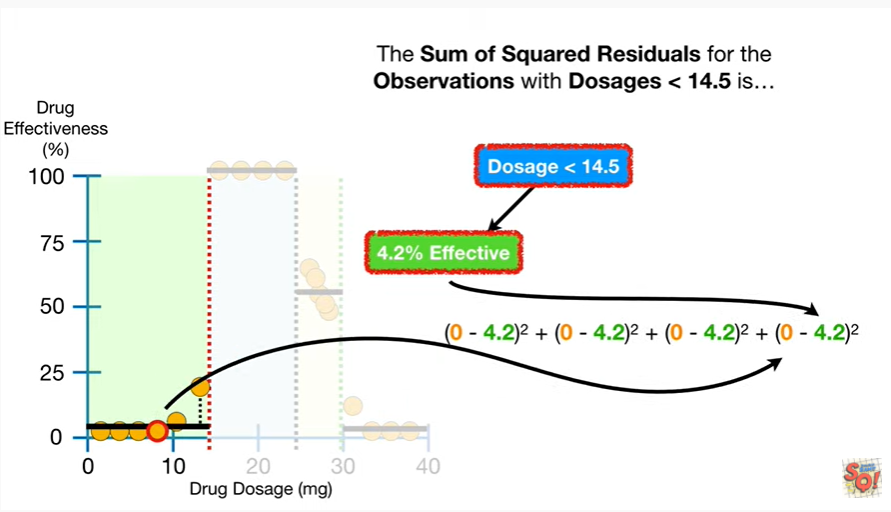 The Sum of Squared Residuals for the
Observations with Dosages < 14.5 is…
Drug
Effectiveness
(%)
100
75
50
25
0
0
10
20
30
40
Drug Dosage (mg)
Dosage < 14.5
4.2% Effective
(0 - 4.2)² + (0 - 4.2)² + (0 - 4.2)² + (0 - 4.2)²
SQ!